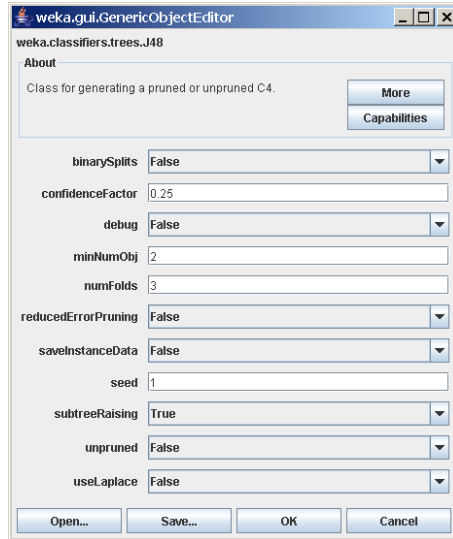 weka.gui.GenericObjectEditor
weka.classifiers.trees.J48
About
Class for generating a pruned or unpruned C4.
More
Capabilities
binarySplits False
confidenceFactor 0.25
debug False
minNumObj 2
numFolds 3
reducedErrorPruning False
saveInstanceData False
seed 1
subtreeRaising True
unpruned False
useLaplace False
Open... Save... OK Cancel